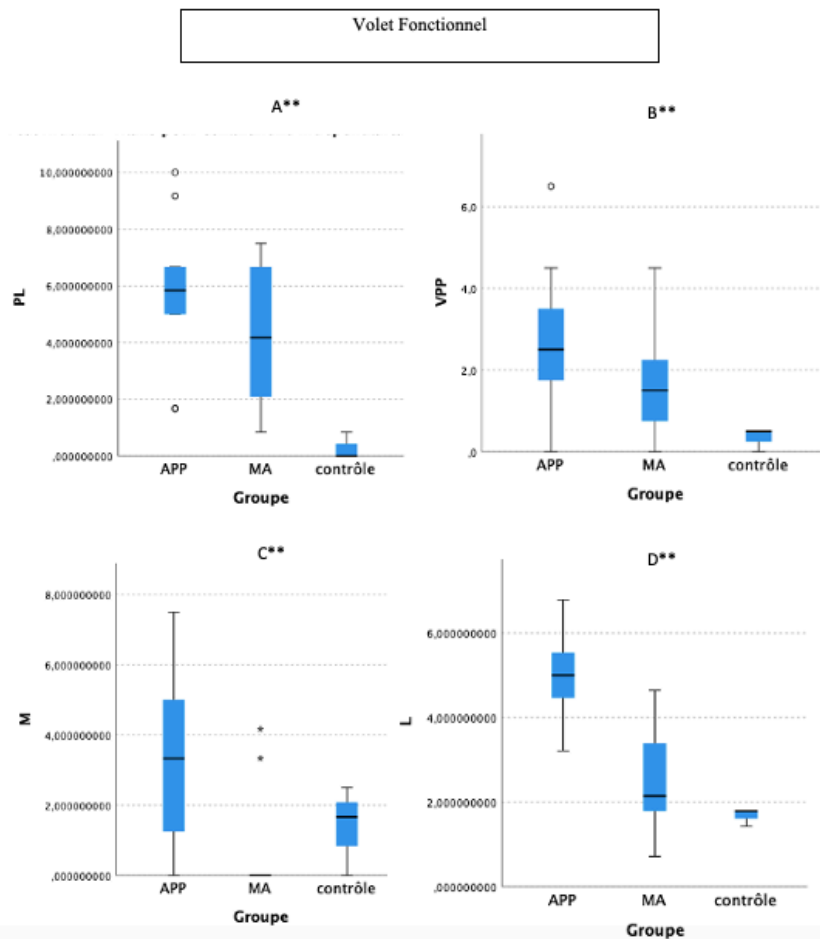 Volet Fonctionnel
A**
PL
10,000000000
8,000000000
6,000000000
4,000000000
2,000000000
,000000000
APP MA contrôle
Groupe
B**
VPP
6,0
4,0
2,0
,0
APP MA contrôle
Groupe
C**
M
8,000000000
6,000000000
4,000000000
2,000000000
,000000000
APP MA contrôle
Groupe
D**
L
6,000000000
4,000000000
2,000000000
,000000000
APP MA contrôle
Groupe